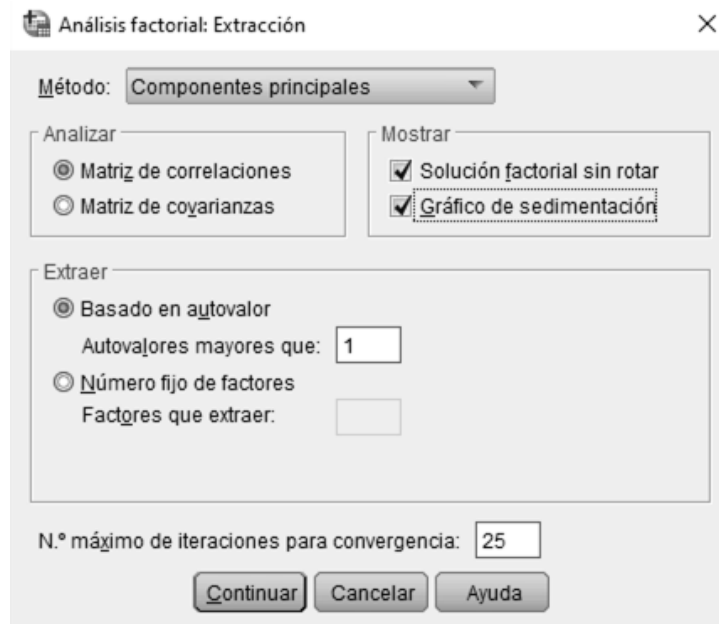 Análisis factorial: Extracción
Método: Componentes principales
Analizar
Matriz de correlaciones
Matriz de covarianzas
Mostrar
Solución factorial sin rotar
Gráfico de sedimentación
Extraer
Basado en autovalor
Autovalores mayores que: 1
Número fijo de factores
Factores que extraer:
N.º máximo de iteraciones para convergencia: 25
Continuar Cancelar Ayuda